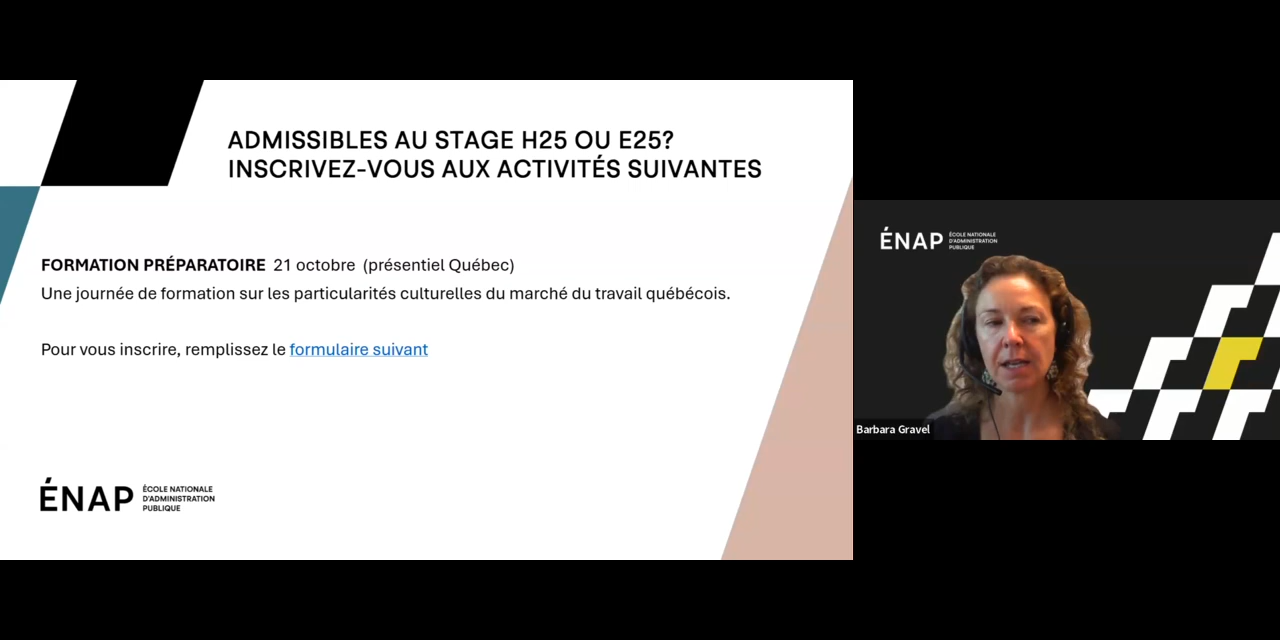 ADMISSIBLES AU STAGE H25 OU E25?
INSCRIVEZ-VOUS AUX ACTIVITÉS SUIVANTES
FORMATION PRÉPARATOIRE 21 octobre (présentiel Québec)
Une journée de formation sur les particularités culturelles du marché du travail québécois.
Pour vous inscrire, remplissez le formulaire suivant
ÉNAP
ÉCOLE NATIONALE
D'ADMINISTRATION
PUBLIQUE
ÉNAP
ÉCOLE NATIONALE
D'ADMINISTRATION
PUBLIQUE
Barbara Gravel